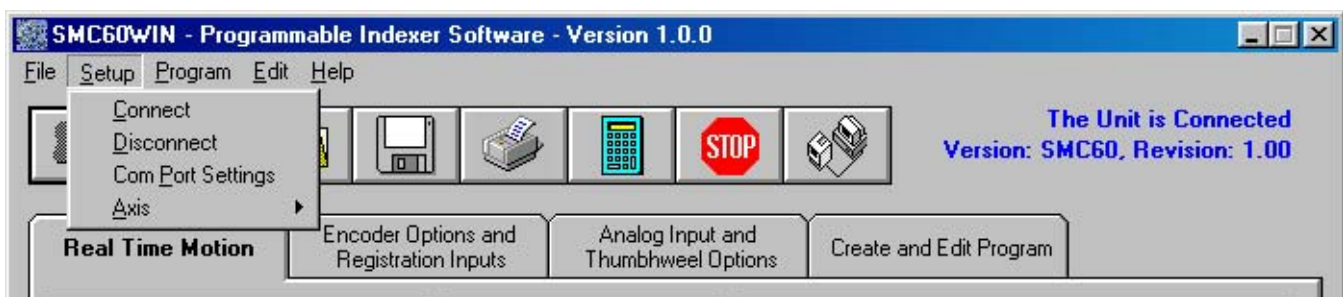 SMC60WIN - Programmable Indexer Software - Version 1.0.0
File Setup Program Edit Help
Connect
Disconnect
Com Port Settings
Axis
STOP
The Unit is Connected
Version: SMC60, Revision: 1.00
Real Time Motion
Encoder Options and
Registration Inputs
Analog Input and
Thumbhweel Options
Create and Edit Program